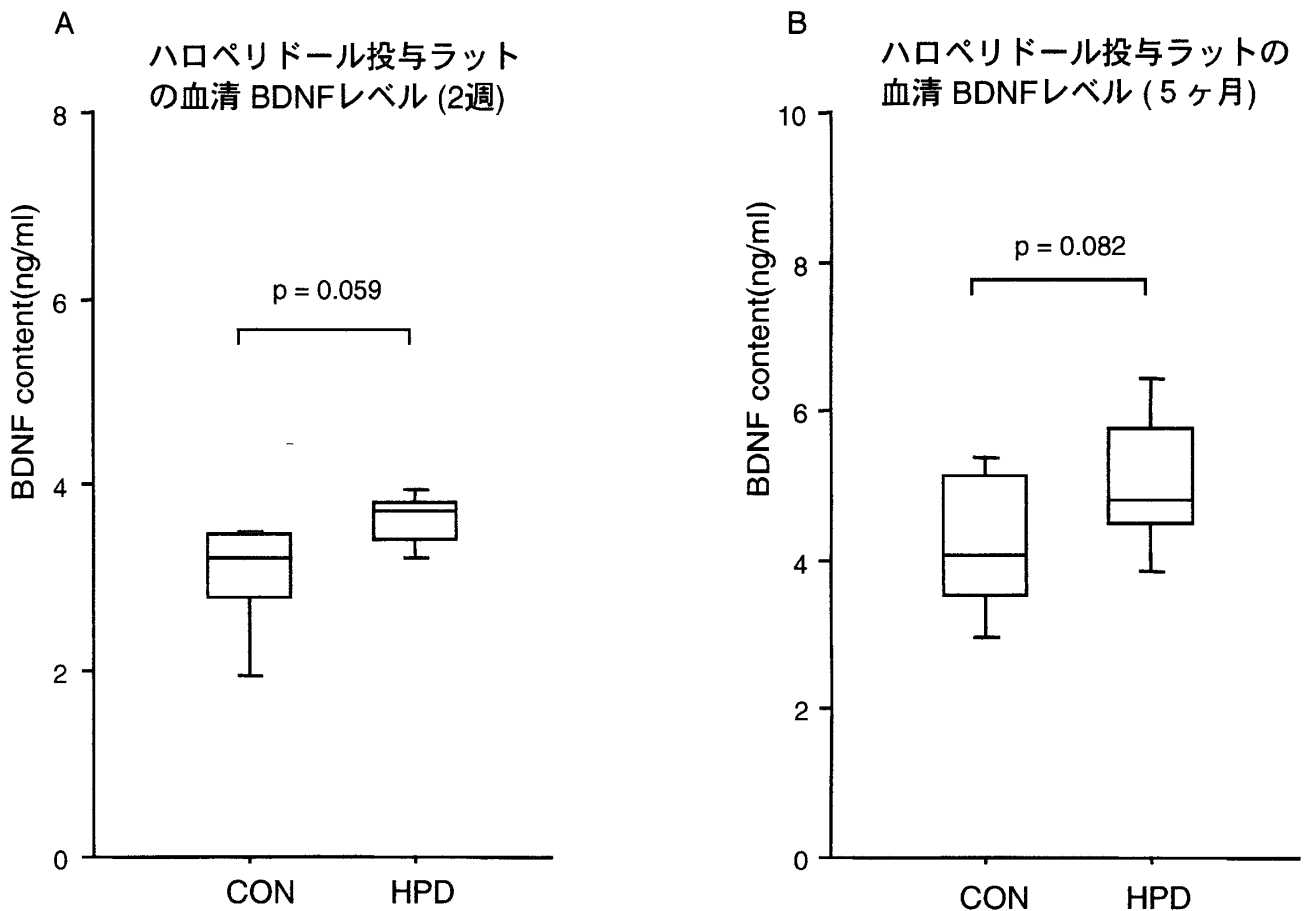 A
ハロペリドール投与ラット
の血清 BDNFレベル (2週)
BDNF content(ng/ml)
8
6
4
2
0
p = 0.059
CON
HPD
B
ハロペリドール投与ラットの
血清 BDNFレベル ( 5 ヶ月)
BDNF content(ng/ml)
10
8
6
4
2
0
p = 0.082
CON
HPD